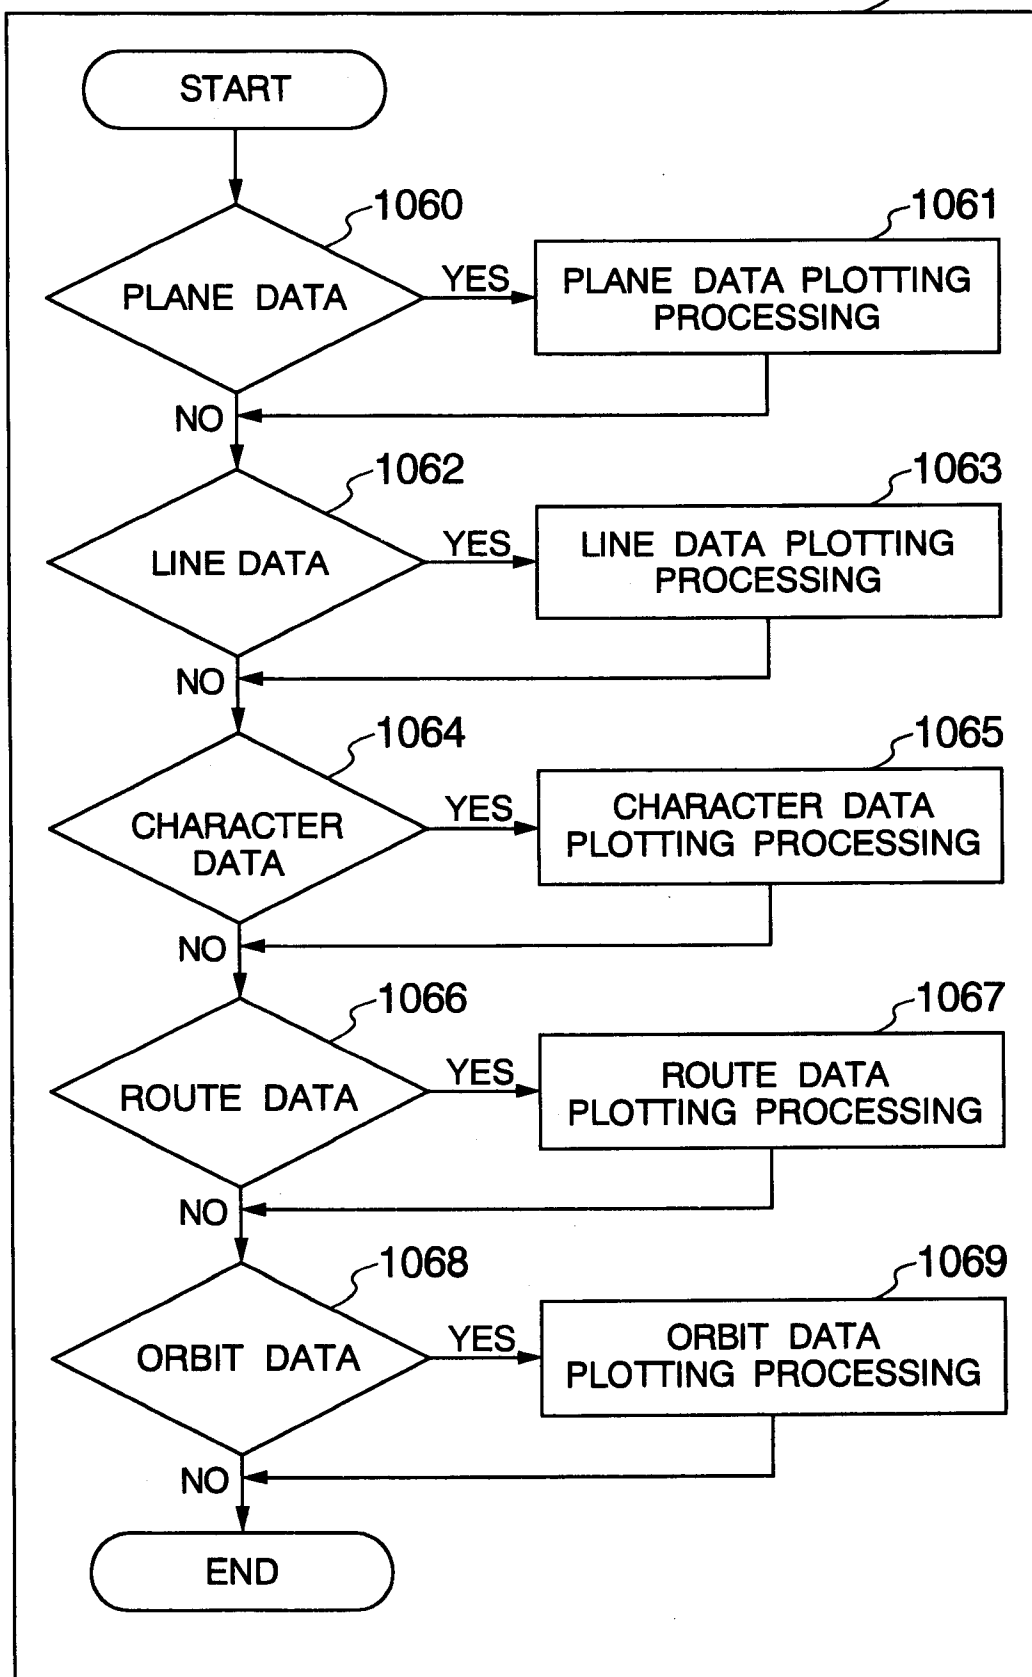 START
1060
PLANE DATA
YES
1061
PLANE DATA PLOTTING
PROCESSING
NO
1062
LINE DATA
YES
1063
LINE DATA PLOTTING
PROCESSING
NO
1064
CHARACTER
DATA
YES
1065
CHARACTER DATA
PLOTTING PROCESSING
NO
1066
ROUTE DATA
YES
1067
ROUTE DATA
PLOTTING PROCESSING
NO
1068
ORBIT DATA
YES
1069
ORBIT DATA
PLOTTING PROCESSING
NO
END